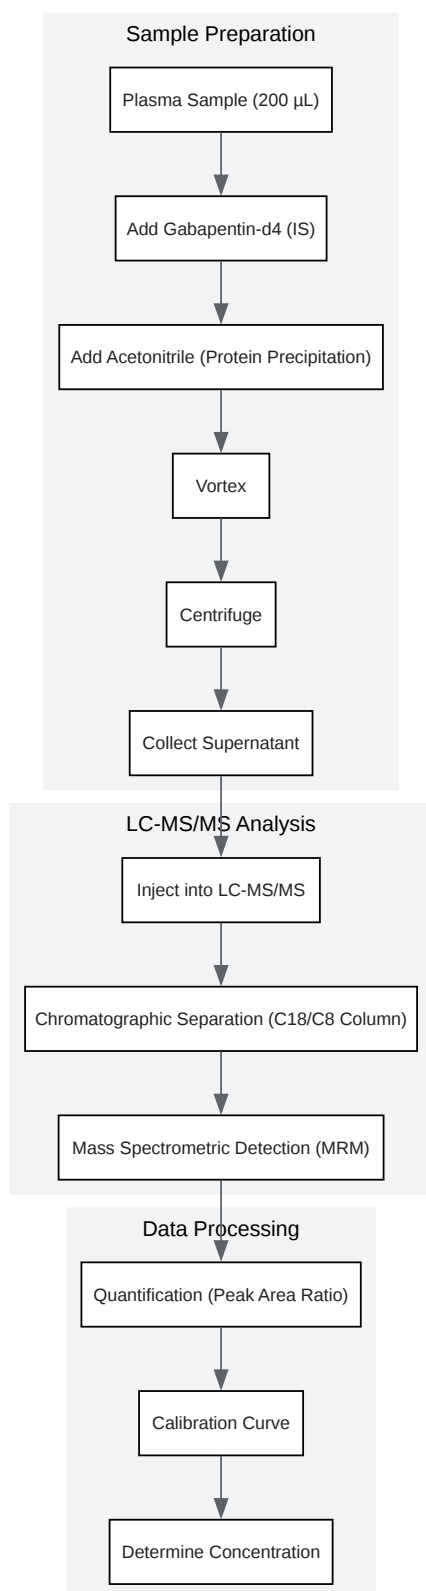 Sample Preparation
Plasma Sample (200 µL)
Add Gabapentin-d4 (IS)
Add Acetonitrile (Protein Precipitation)
Vortex
Centrifuge
Collect Supernatant
LC-MS/MS Analysis
Inject into LC-MS/MS
Chromatographic Separation (C18/C8 Column)
Mass Spectrometric Detection (MRM)
Data Processing
Quantification (Peak Area Ratio)
Calibration Curve
Determine Concentration